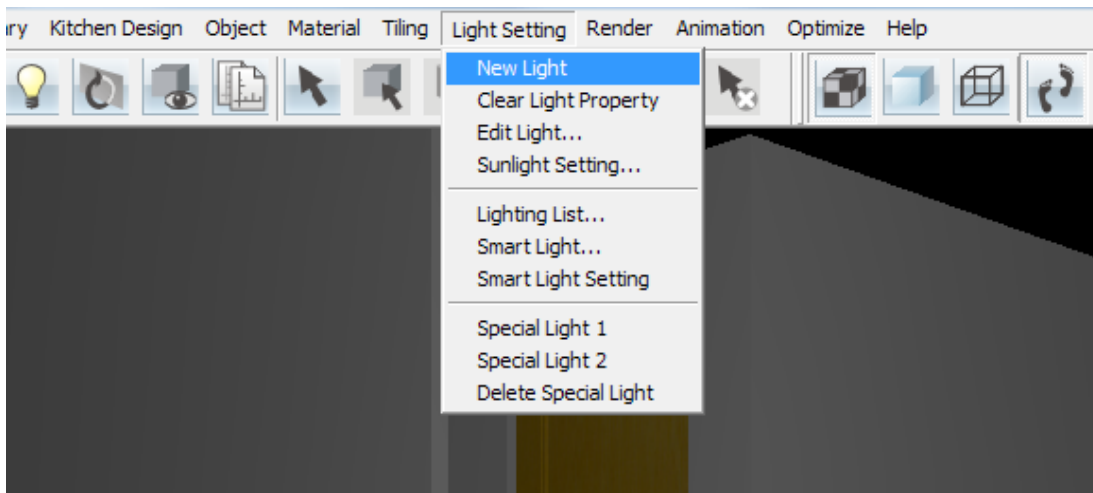 ry Kitchen Design Object Material Tiling Light Setting Render Animation Optimize Help
New Light
Clear Light Property
Edit Light...
Sunlight Setting...
Lighting List...
Smart Light...
Smart Light Setting
Special Light 1
Special Light 2
Delete Special Light